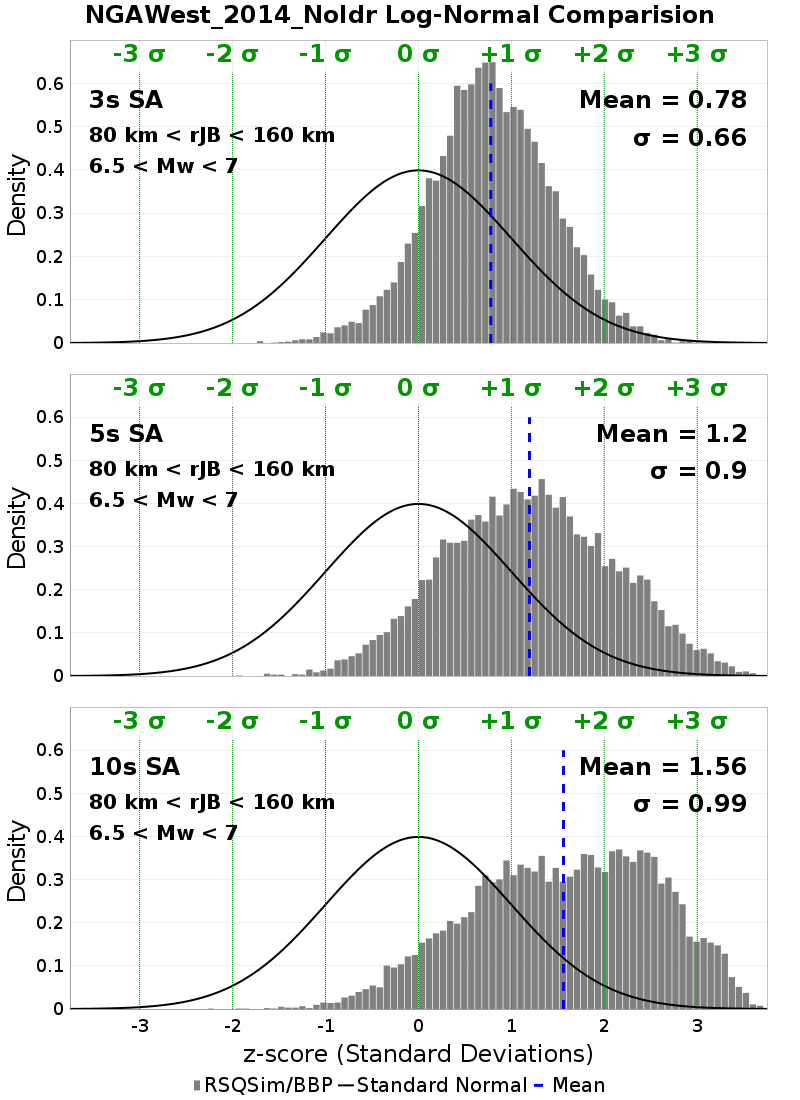 NGAWest_2014_NoIdr Log-Normal Comparision
-3 σ -2 σ -1 σ 0 σ +1 σ +2 σ +3 σ
3s SA
Mean = 0.78
80 km < rJB < 160 km
σ = 0.66
6.5 < Mw < 7
Density
0.6
0.5
0.4
0.3
0.2
0.1
0
-3 σ -2 σ -1 σ 0 σ +1 σ +2 σ +3 σ
5s SA
Mean = 1.2
80 km < rJB < 160 km
σ = 0.9
6.5 < Mw < 7
Density
0.6
0.5
0.4
0.3
0.2
0.1
0
-3 σ -2 σ -1 σ 0 σ +1 σ +2 σ +3 σ
10s SA
Mean = 1.56
80 km < rJB < 160 km
σ = 0.99
6.5 < Mw < 7
Density
0.6
0.5
0.4
0.3
0.2
0.1
0
-3 -2 -1 0 1 2 3
z-score (Standard Deviations)
RSQSim/BBP Standard Normal Mean